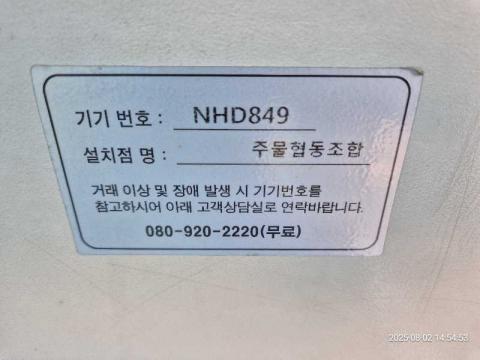 기기 번호 : NHD849
설치점 명 : 주물협동조합
거래 이상 및 장애 발생 시 기기번호를
참고하시어 아래 고객상담실로 연락바랍니다.
080-920-2220(무료)
2025-08-02 14:54:53